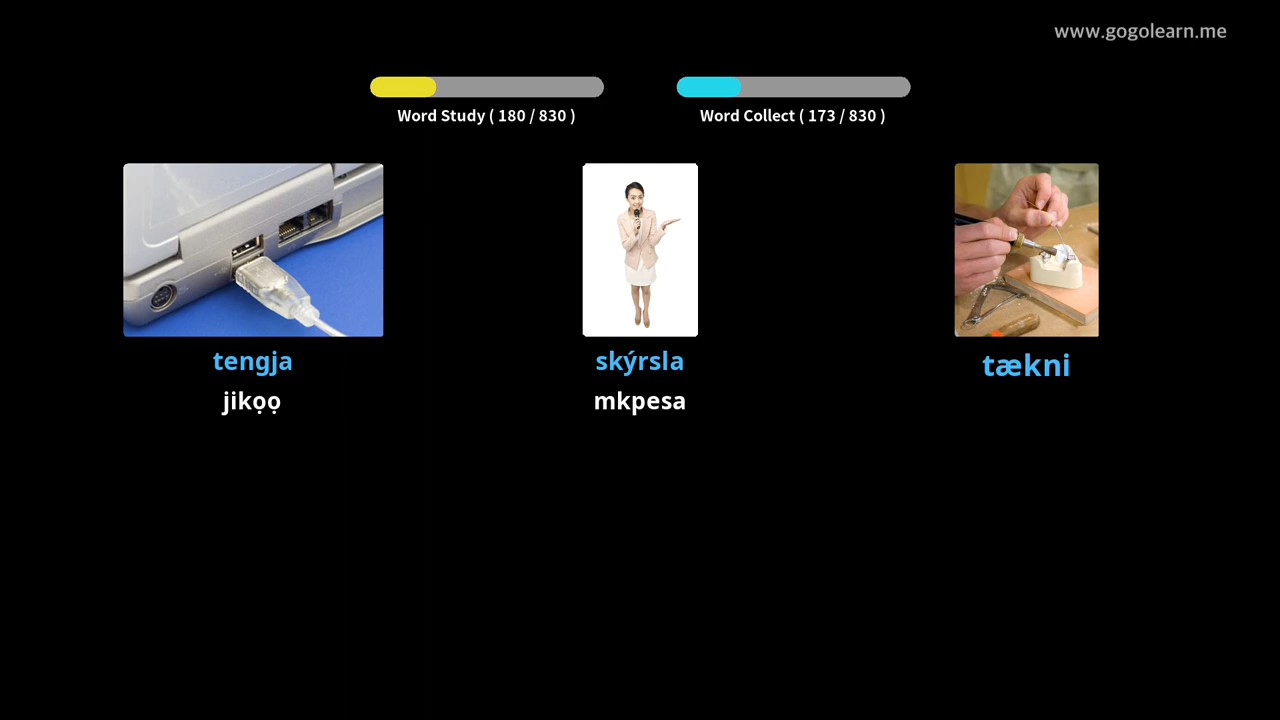 www.gogolearn.me
Word Study ( 180 / 830 )
Word Collect ( 173 / 830 )
tengja
jikọọ
skýrsla
mkpesa
tækni